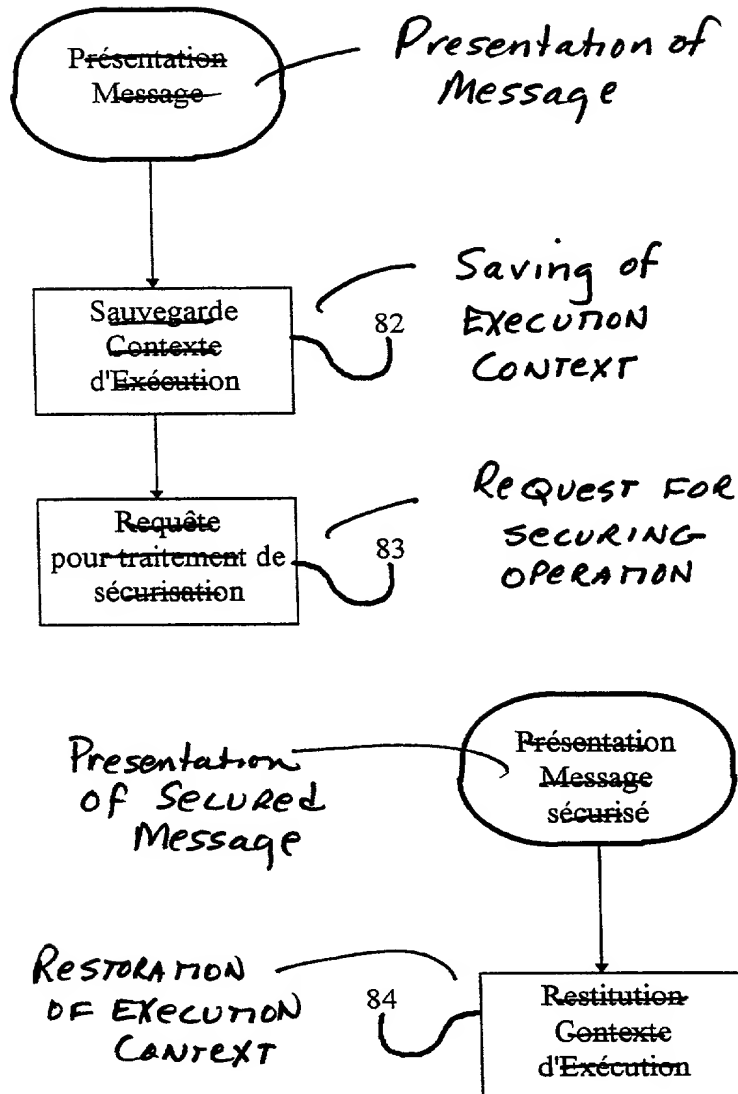 Présentation
Message
Presentation of
Message
Sauvegarde
Contexte
d'Exécution
82
Saving of
EXECUTION
CONTEXT
Requête
pour traitement de
sécurisation
83
REQUEST FOR
SECURING
OPERATION
Presentation
OF SECURED
Message
Présentation
Message
sécurisé
RESTORATION
OF EXECUTION
CONTEXT
84
Restitution
Contexte
d'Exécution